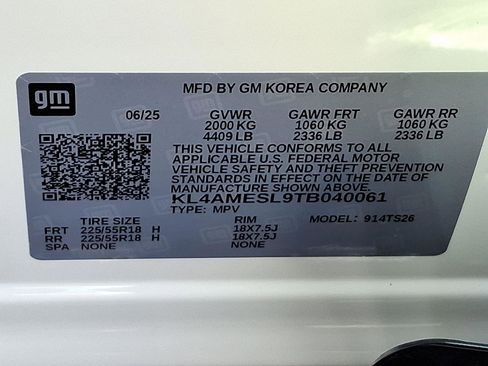 gm
MFD BY GM KOREA COMPANY
06/25 GVWR GAWR FRT GAWR RR
2000 KG 1060 KG 1060 KG
4409 LB 2336 LB 2336 LB
THIS VEHICLE CONFORMS TO ALL
APPLICABLE U.S. FEDERAL MOTOR
VEHICLE SAFETY AND THEFT PREVENTION
STANDARDS IN EFFECT ON THE DATE OF
MANUFACTURE SHOWN ABOVE.
KL4AMESL9TB040061
TYPE: MPV MODEL: 914TS26
TIRE SIZE RIM
FRT 225/55R18 H 18X7.5J
RR 225/55R18 H 18X7.5J
SPA NONE NONE